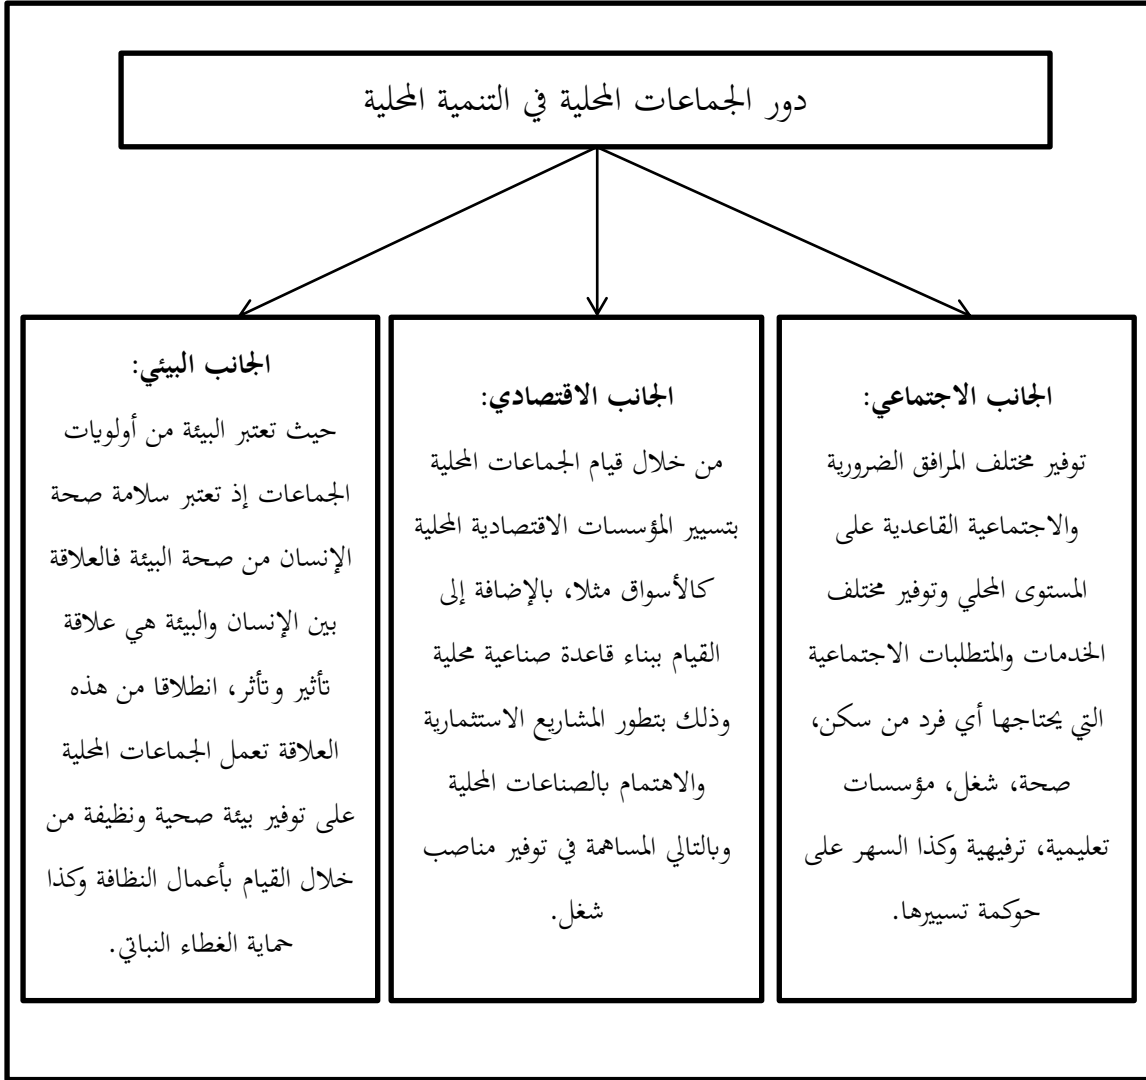 دور الجماعات المحلية في التنمية المحلية
الجانب الاجتماعي:
توفير مختلف المرافق الضرورية
والاجتماعية القاعدية على
المستوى المحلي وتوفير مختلف
الخدمات والمتطلبات الاجتماعية
التي يحتاجها أي فرد من سكن،
صحة، شغل، مؤسسات
تعليمية، ترفيهية وكذا السهر على
حوكمة تسييرها.
الجانب الاقتصادي:
من خلال قيام الجماعات المحلية
بتسيير المؤسسات الاقتصادية المحلية
كالأسواق مثلا، بالإضافة إلى
القيام ببناء قاعدة صناعية محلية
وذلك بتطور المشاريع الاستثمارية
والاهتمام بالصناعات المحلية
وبالتالي المساهمة في توفير مناصب
شغل.
الجانب البيئي:
حيث تعتبر البيئة من أولويات
الجماعات إذ تعتبر سلامة صحة
الإنسان من صحة البيئة فالعلاقة
بين الإنسان والبيئة هي علاقة
تأثير وتأثر، انطلاقا من هذه
العلاقة تعمل الجماعات المحلية
على توفير بيئة صحية ونظيفة من
خلال القيام بأعمال النظافة وكذا
حماية الغطاء النباتي.